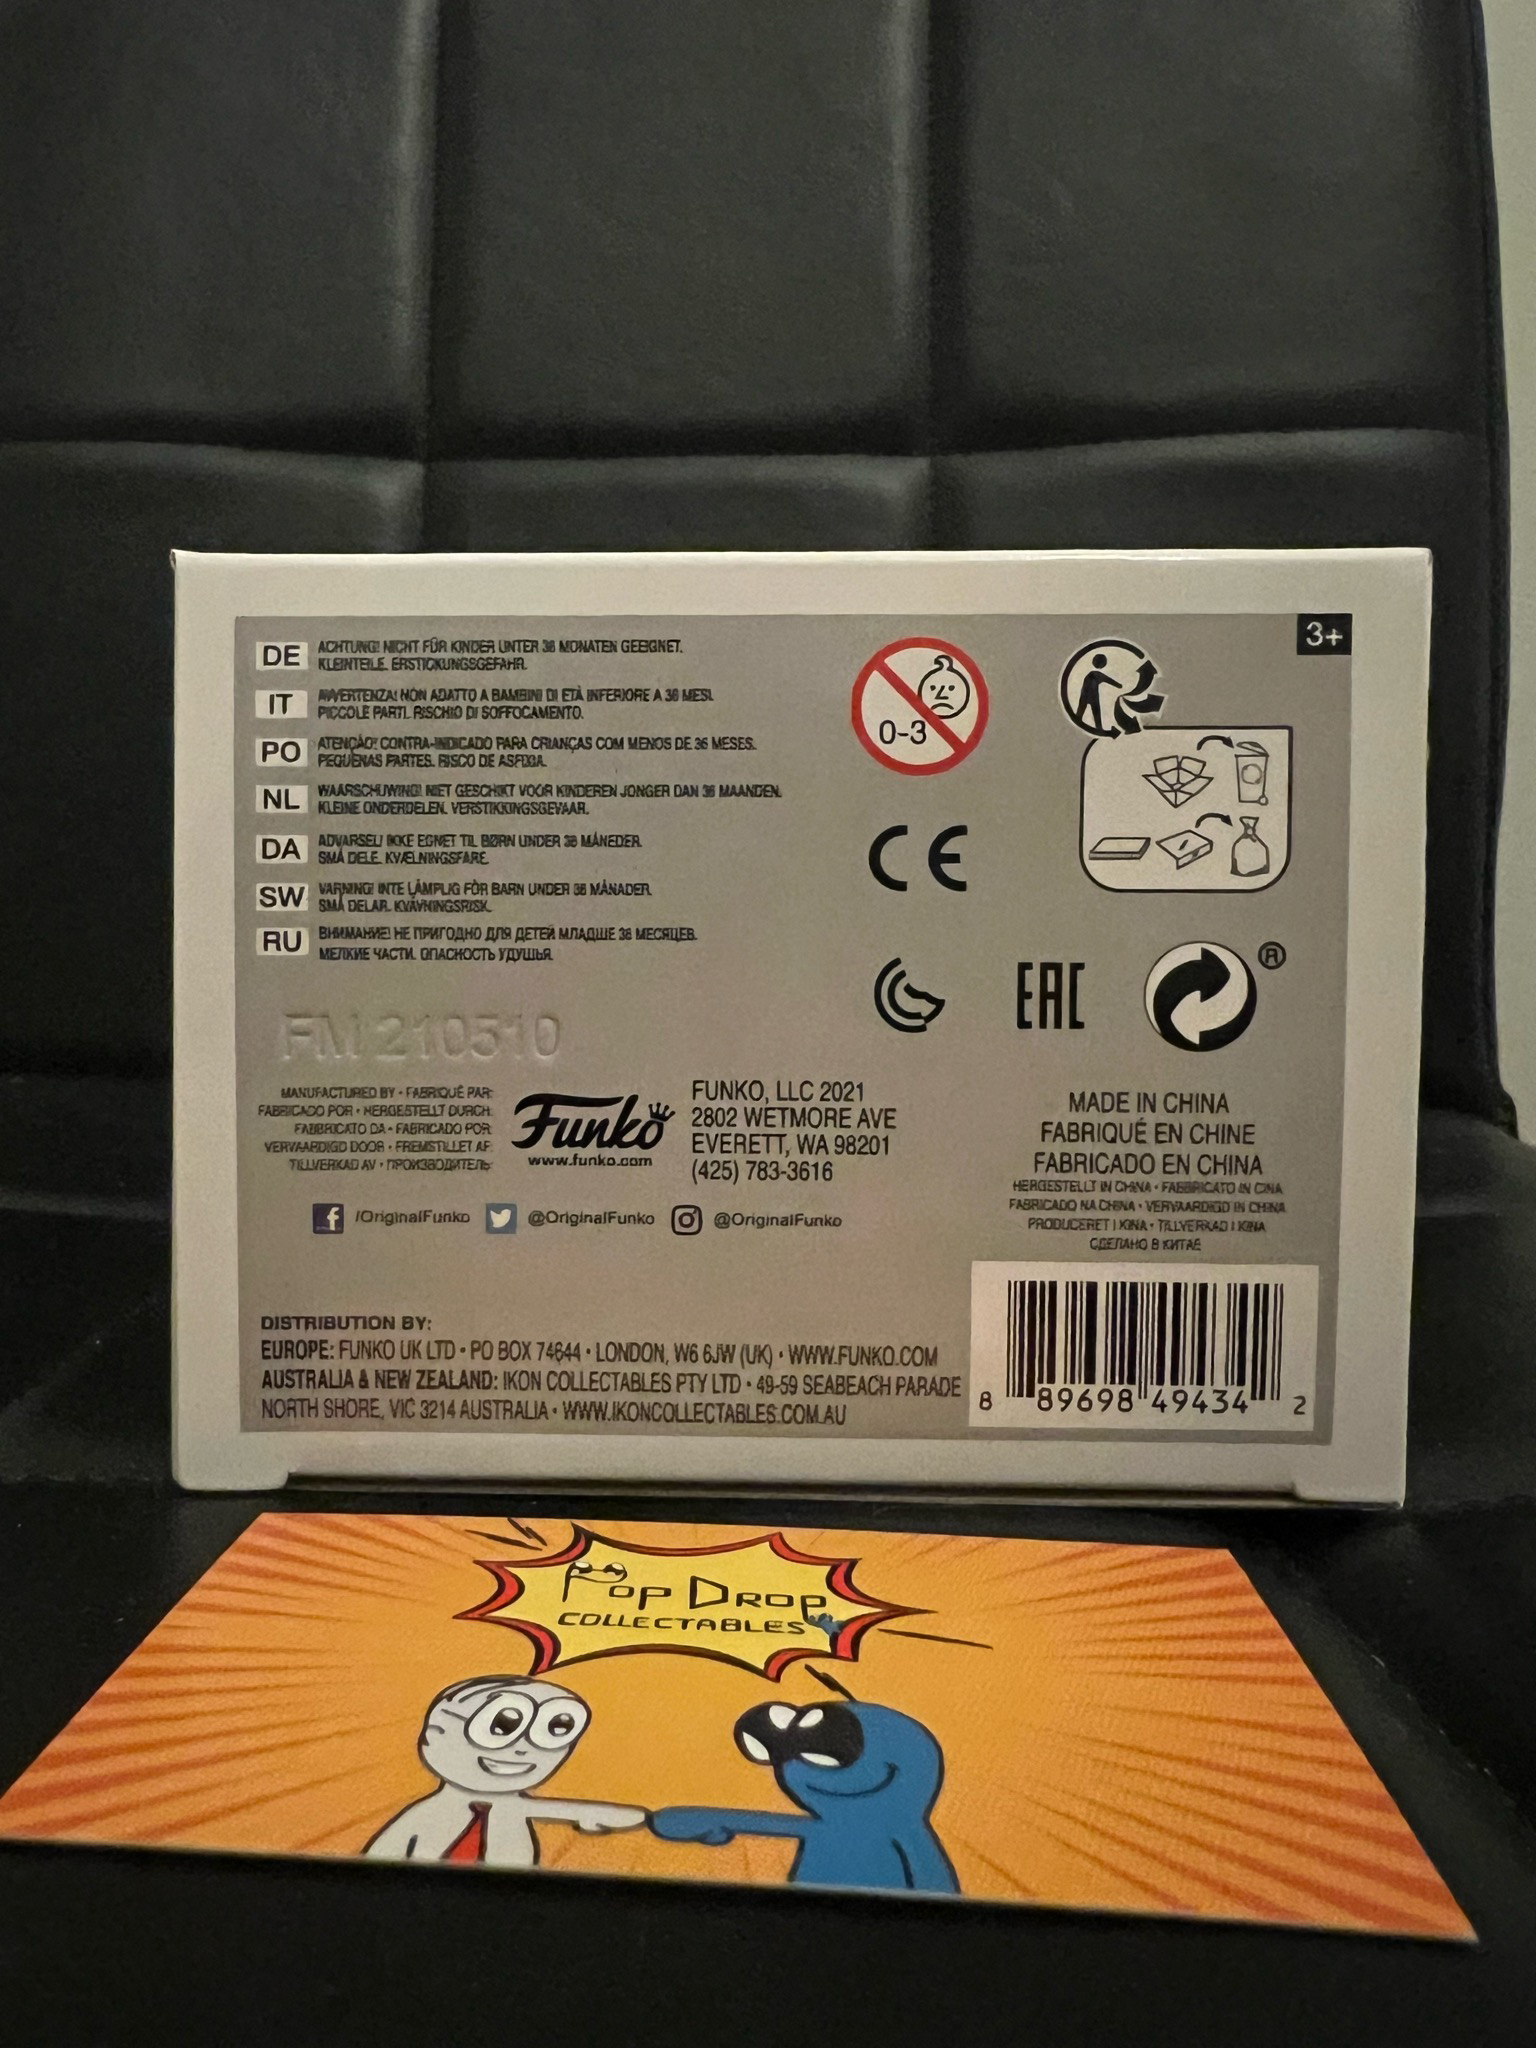 3+
DE ACHTUNG! NICHT FÜR KINDER UNTER 36 MONATEN GEEIGNET.
KLEINTEILE. ERSTICKUNGSGEFAHR.
IT AVVERTENZA! NON ADATTO A BAMBINI DI ETÀ INFERIORE A 36 MESI.
PICCOLE PARTI. RISCHIO DI SOFFOCAMENTO.
PO ATENÇÃO! CONTRA-INDICADO PARA CRIANÇAS COM MENOS DE 36 MESES.
PEQUENAS PARTES. RISCO DE ASFIXIA.
NL WAARSCHUWING! NIET GESCHIKT VOOR KINDEREN JONGER DAN 36 MAANDEN.
KLEINE ONDERDELEN. VERSTIKKINGSGEVAAR.
DA ADVARSEL! IKKE EGNET TIL BØRN UNDER 36 MÅNEDER.
SMÅ DELE. KVÆLNINGSFARE.
SW VARNING! INTE LÄMPLIG FÖR BARN UNDER 36 MÅNADER.
SMÅ DELAR. KVÄVNINGSRISK.
RU ВНИМАНИЕ! НЕ ПРИГОДНО ДЛЯ ДЕТЕЙ МЛАДШЕ 36 МЕСЯЦЕВ.
МЕЛКИЕ ЧАСТИ. ОПАСНОСТЬ УДУШЬЯ.
0-3
CE
EAC
®
FM 210510
MANUFACTURED BY • FABRIQUÉ PAR:
FABRICADO POR • HERGESTELLT DURCH:
FABBRICATO DA • FABRICADO POR:
VERVAARDIGD DOOR • FREMSTILLET AF:
TILLVERKAD AV • ПРОИЗВОДИТЕЛЬ:
Funko
www.funko.com
FUNKO, LLC 2021
2802 WETMORE AVE
EVERETT, WA 98201
(425) 783-3616
/OriginalFunko @OriginalFunko @OriginalFunko
MADE IN CHINA
FABRIQUÉ EN CHINE
FABRICADO EN CHINA
HERGESTELLT IN CHINA • FABBRICATO IN CINA
FABRICADO NA CHINA • VERVAARDIGD IN CHINA
PRODUCERET I KINA • TILLVERKAD I KINA
СДЕЛАНО В КИТАЕ
DISTRIBUTION BY:
EUROPE: FUNKO UK LTD • PO BOX 74644 • LONDON, W6 6JW (UK) • WWW.FUNKO.COM
AUSTRALIA & NEW ZEALAND: IKON COLLECTABLES PTY LTD • 49-59 SEABEACH PARADE
NORTH SHORE, VIC 3214 AUSTRALIA • WWW.IKONCOLLECTABLES.COM.AU
8 89698 49434 2
POP DROP
COLLECTABLES